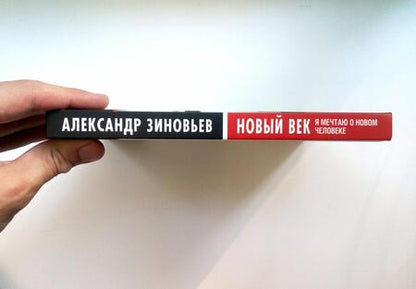 АЛЕКСАНДР ЗИНОВЬЕВ
НОВЫЙ ВЕК
Я МЕЧТАЮ О НОВОМ
ЧЕЛОВЕКЕ